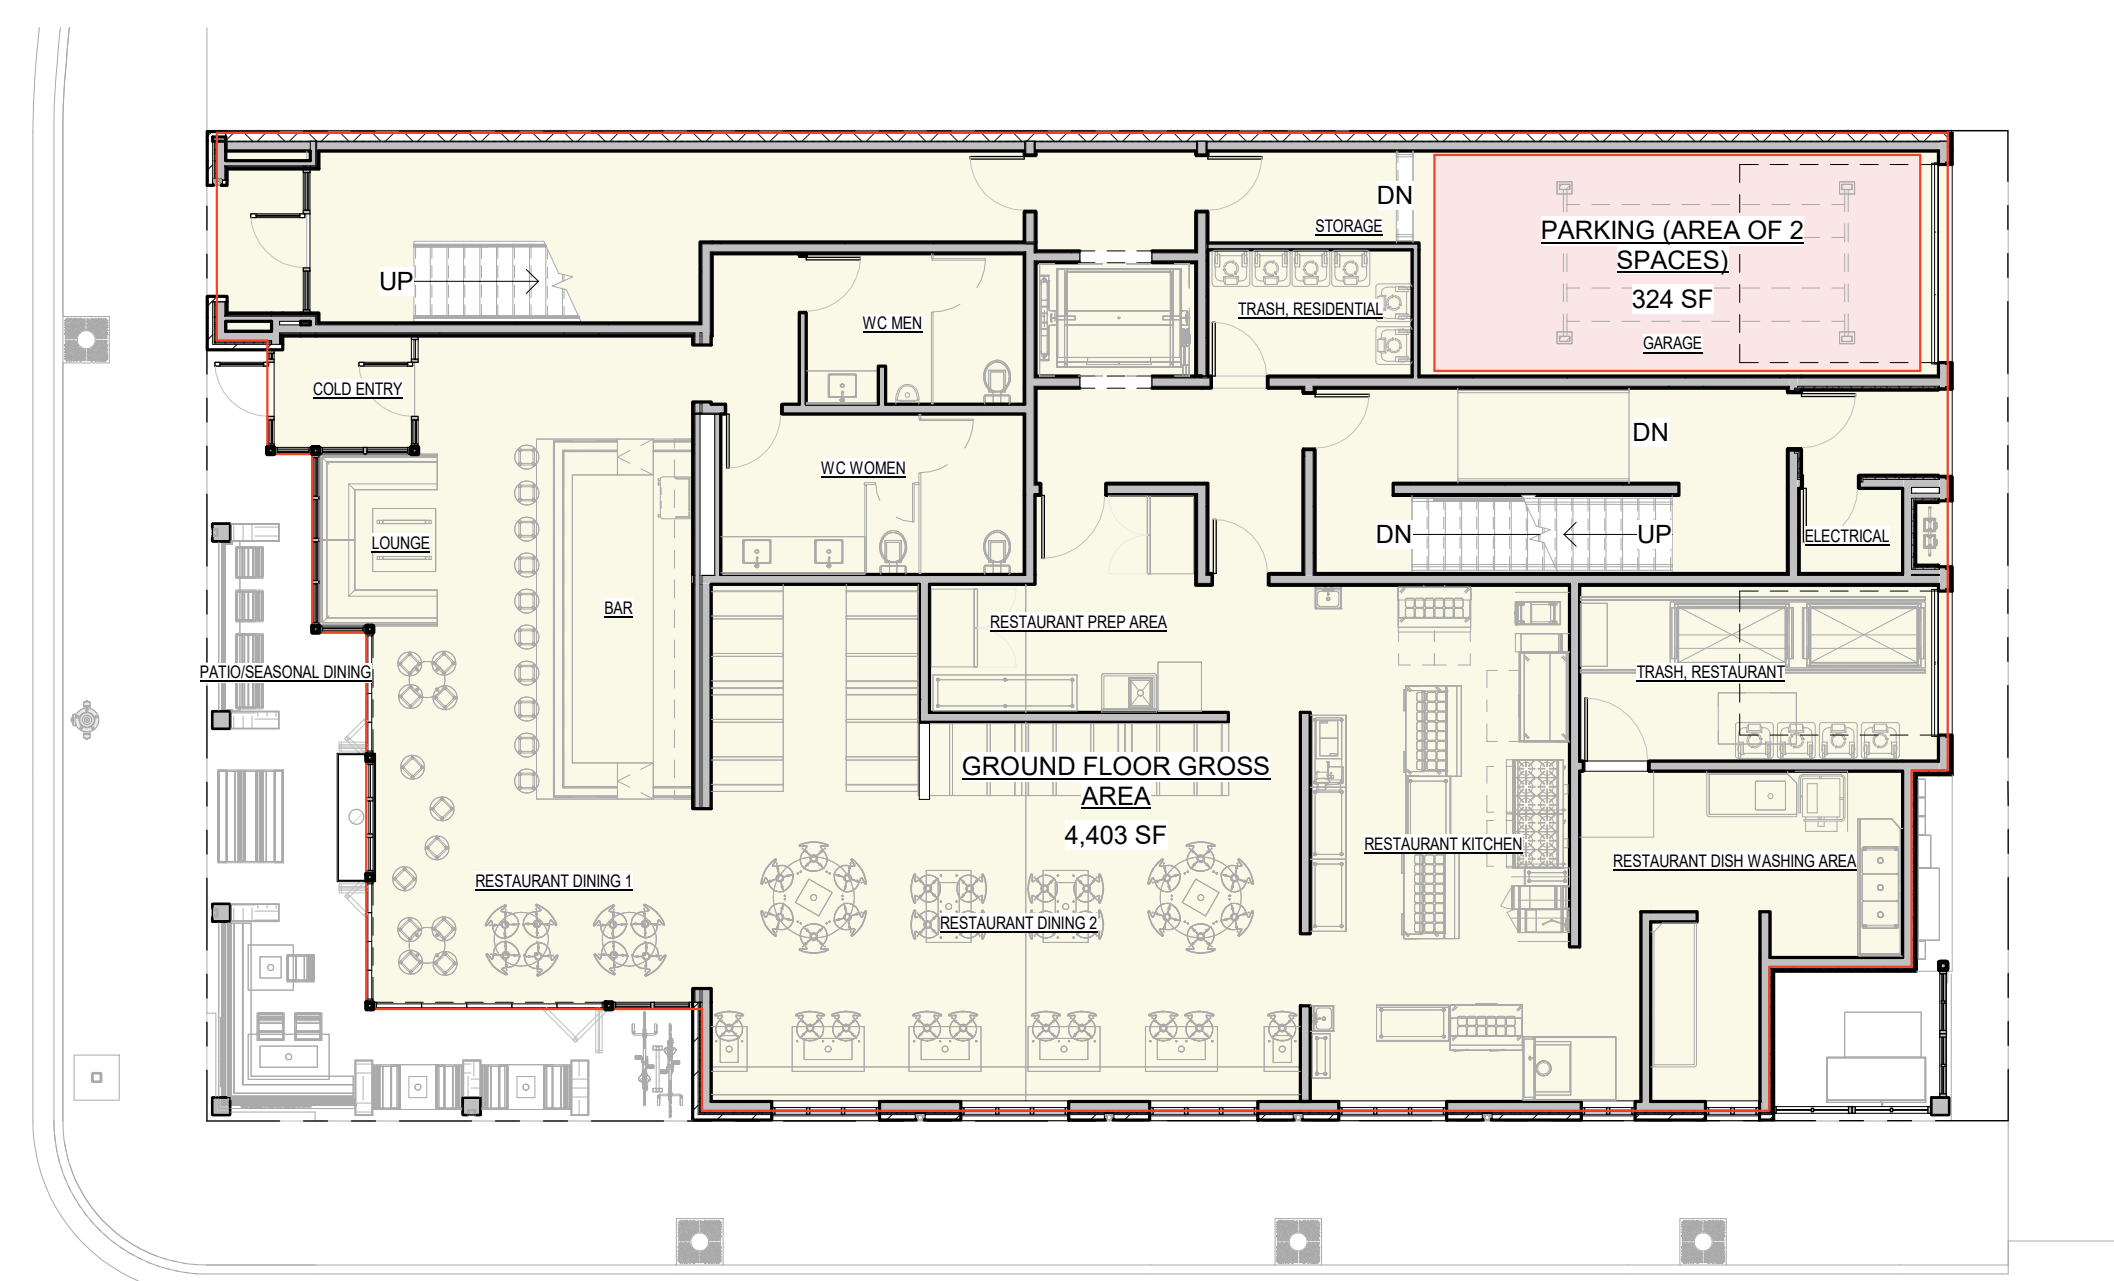 DN
STORAGE
PARKING (AREA OF 2
SPACES)
324 SF
GARAGE
UP
WC MEN
TRASH, RESIDENTIAL
COLD ENTRY
DN
WC WOMEN
LOUNGE
DN
UP
ELECTRICAL
BAR
RESTAURANT PREP AREA
PATIO/SEASONAL DINING
TRASH, RESTAURANT
GROUND FLOOR GROSS
AREA
4,403 SF
RESTAURANT KITCHEN
RESTAURANT DISH WASHING AREA
RESTAURANT DINING 1
RESTAURANT DINING 2